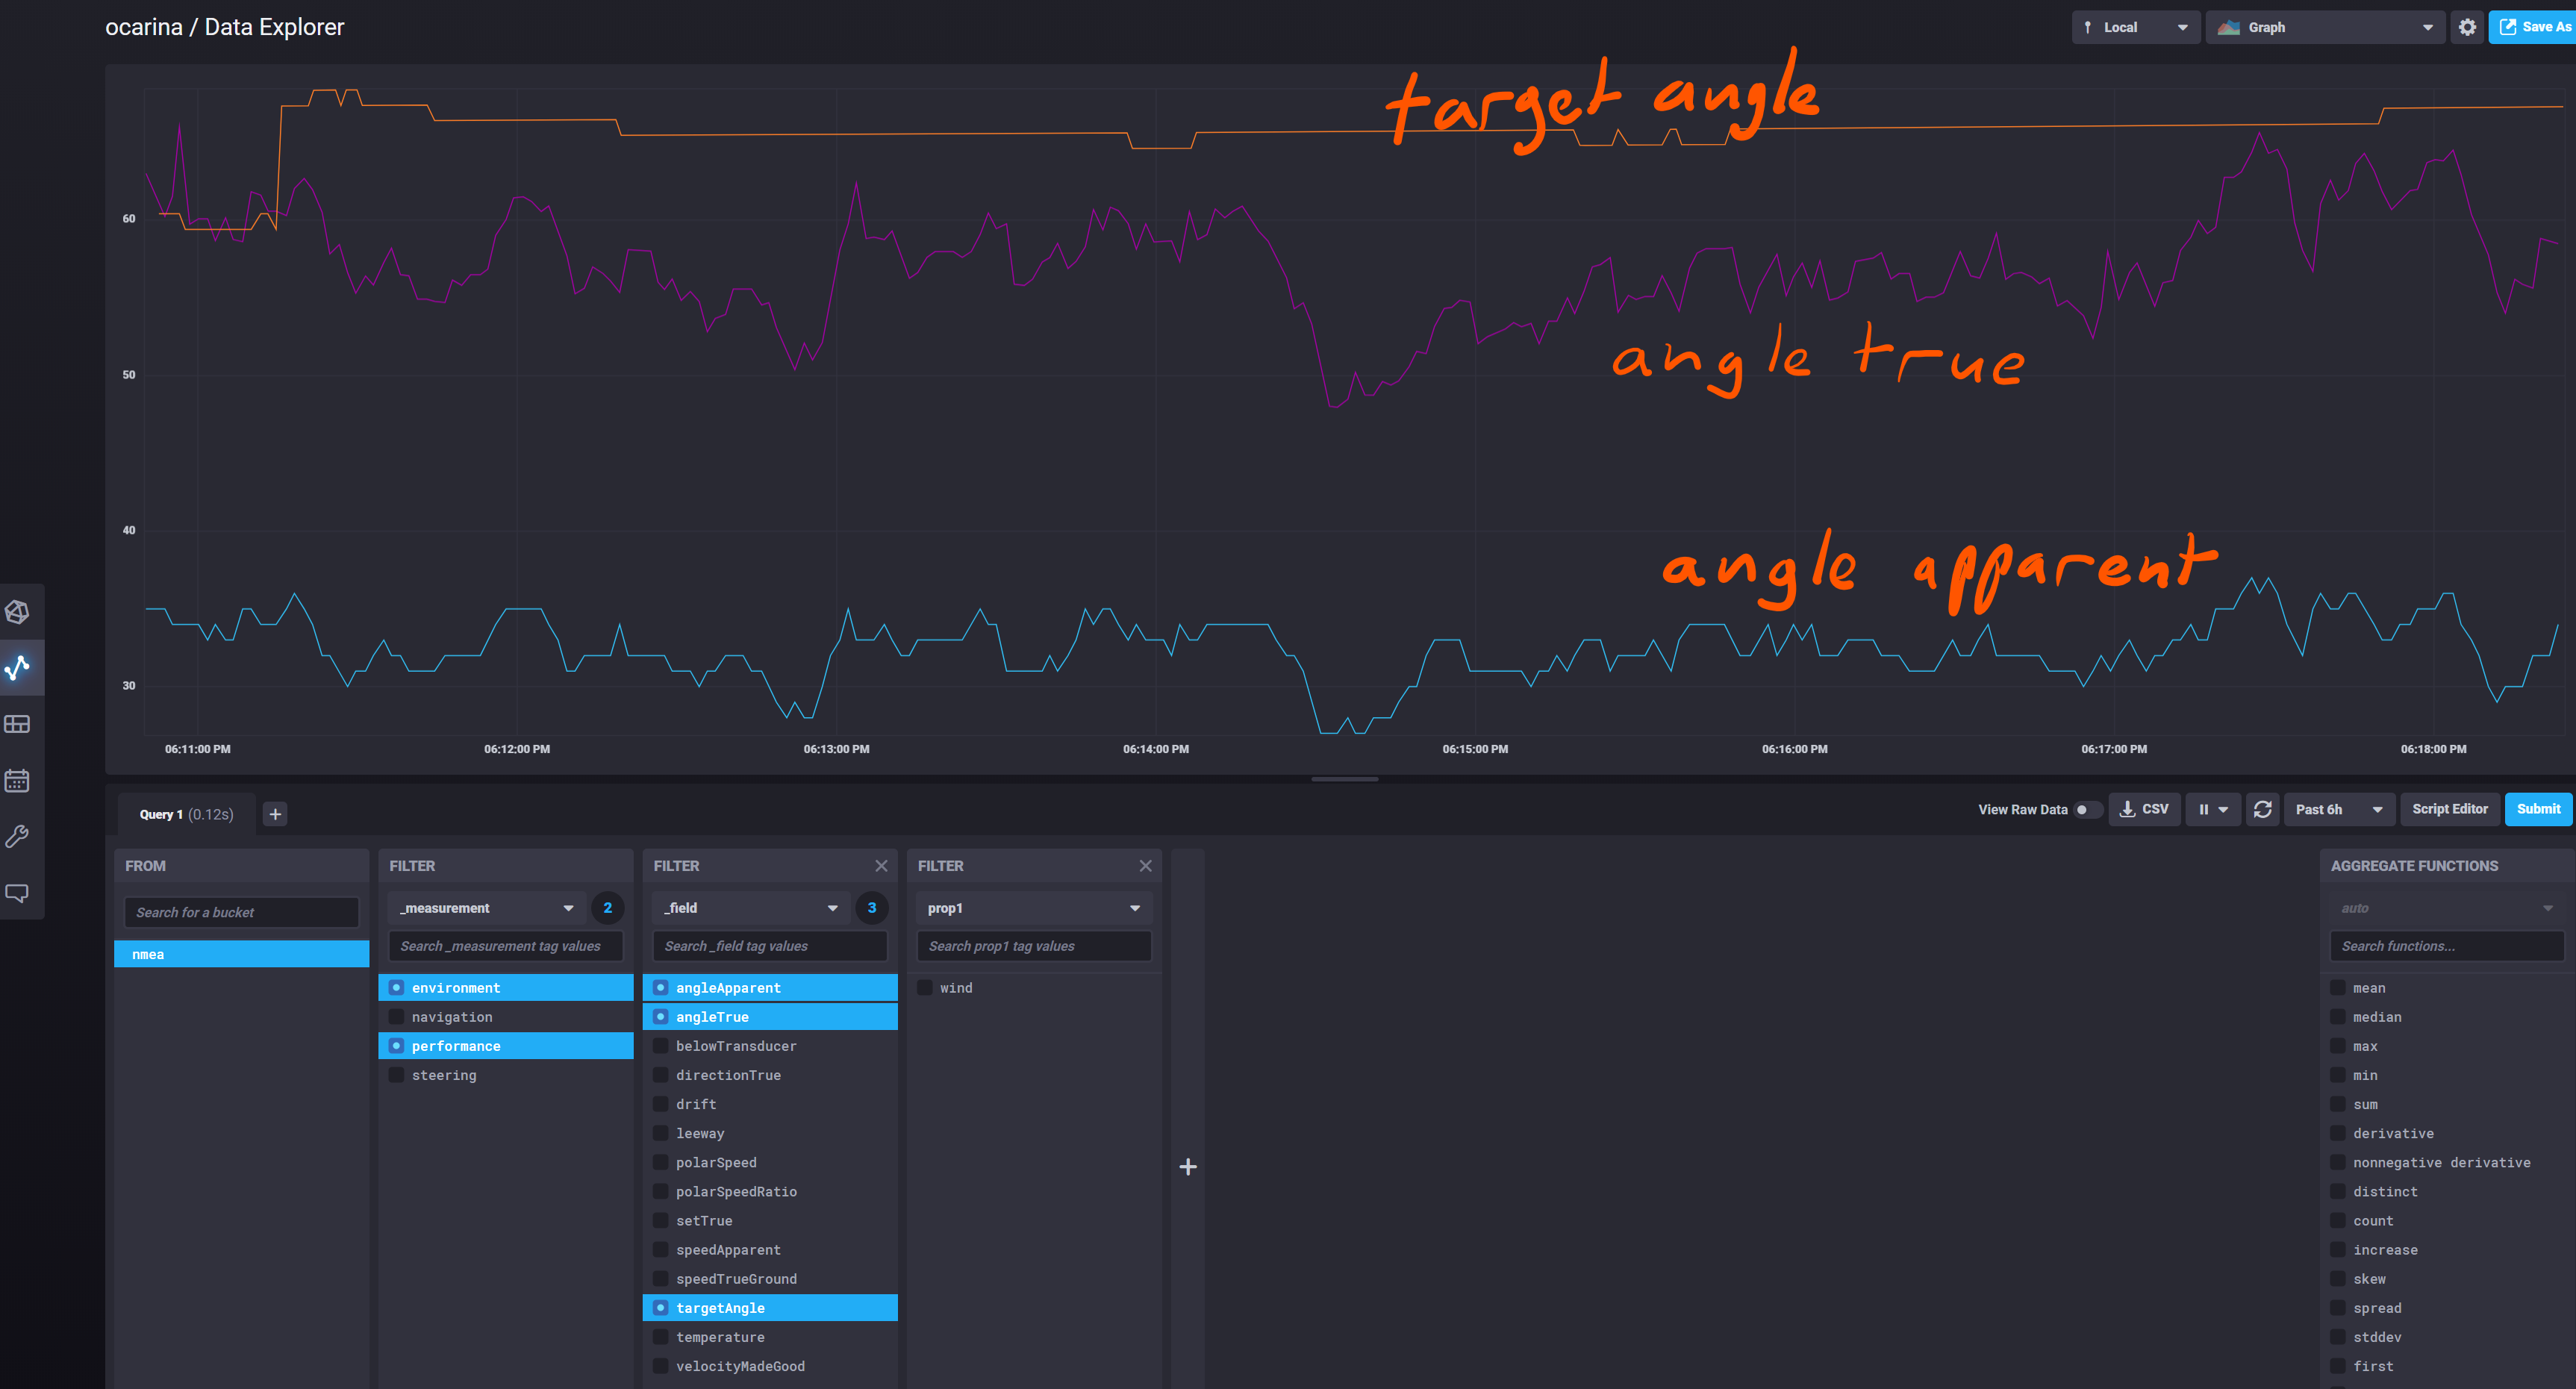 ocarina / Data Explorer
Local
Graph
Save As
target angle
60
angle true
50
40
angle apparent
30
06:11:00 PM 06:12:00 PM 06:13:00 PM 06:14:00 PM 06:15:00 PM 06:16:00 PM 06:17:00 PM 06:18:00 PM
Query 1 (0.12s)
View Raw Data
CSV
Past 6h
Script Editor
Submit
FROM
Search for a bucket
nmea
FILTER
_measurement
2
Search _measurement tag values
environment
navigation
performance
steering
FILTER
_field
3
Search _field tag values
angleApparent
angleTrue
belowTransducer
directionTrue
drift
leeway
polarSpeed
polarSpeedRatio
setTrue
speedApparent
speedTrueGround
targetAngle
temperature
velocityMadeGood
FILTER
prop1
Search prop1 tag values
wind
AGGREGATE FUNCTIONS
auto
Search functions...
mean
median
max
min
sum
derivative
nonnegative derivative
distinct
count
increase
skew
spread
stddev
first